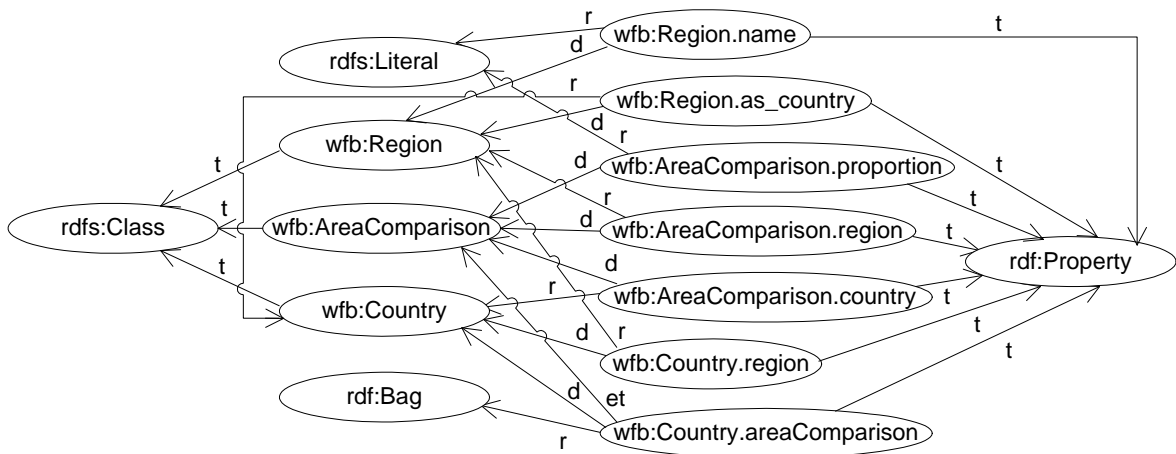 r
wfb:Region.name
t
d
rdfs:Literal
r
wfb:Region.as_country
d
r
wfb:Region
t
d
wfb:AreaComparison.proportion
t
t
r
rdfs:Class
t
wfb:AreaComparison
d
wfb:AreaComparison.region
t
rdf:Property
d
t
r
wfb:AreaComparison.country
t
wfb:Country
d
r
t
wfb:Country.region
t
rdf:Bag
d
et
r
wfb:Country.areaComparison